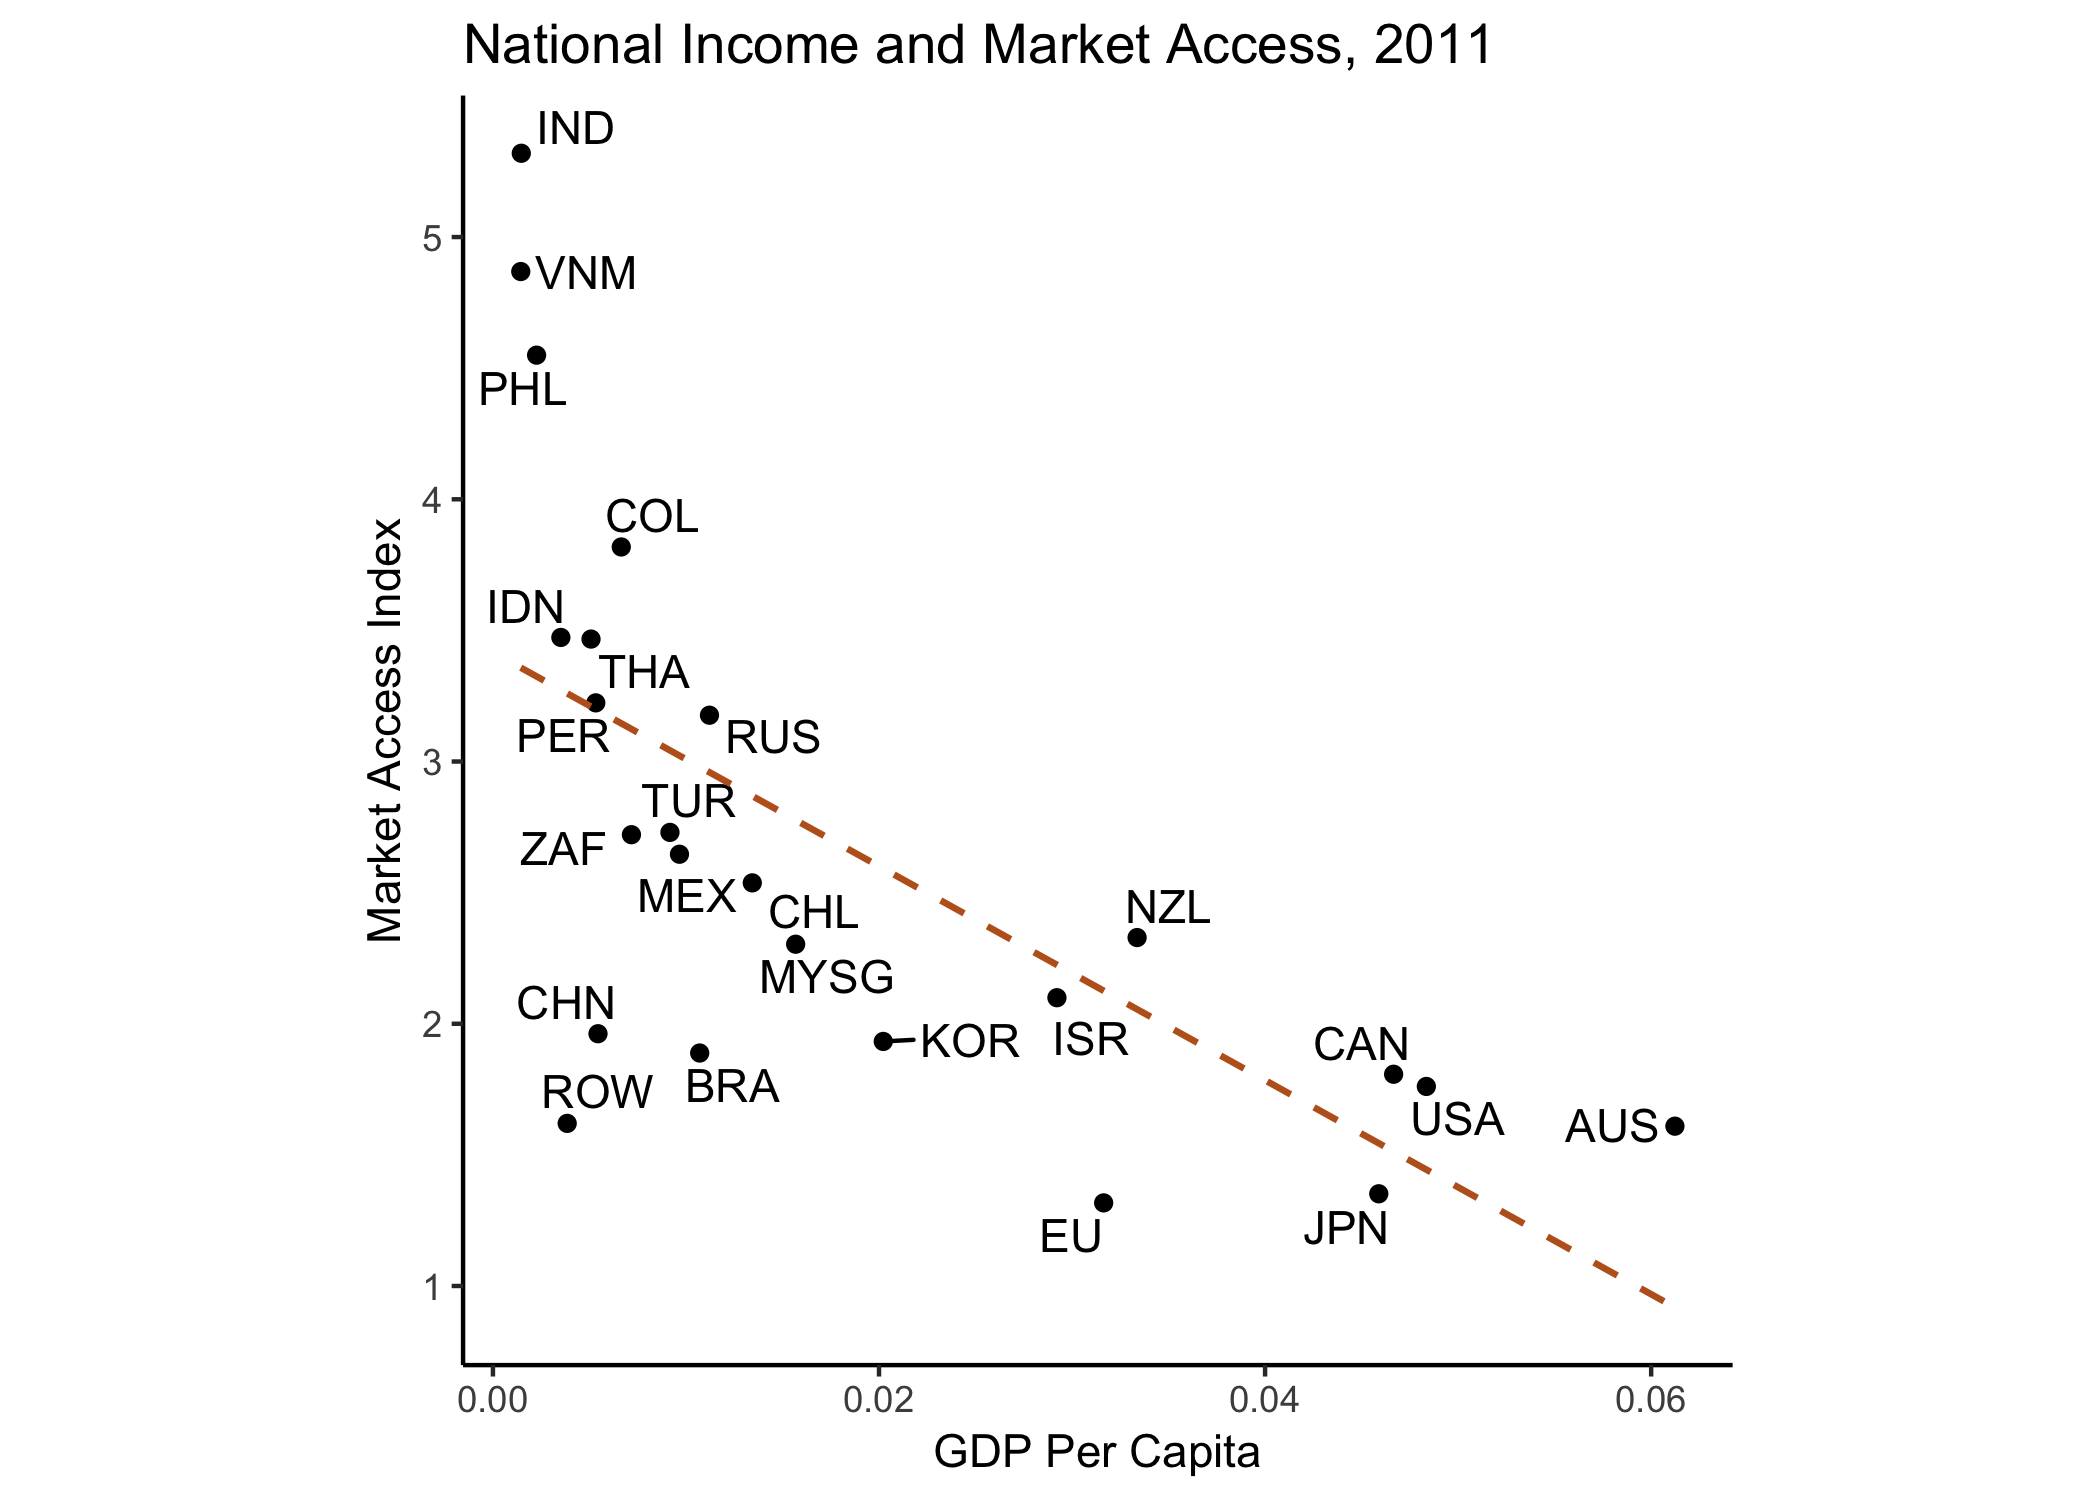 National Income and Market Access, 2011
IND
5
VNM
PHL
4
COL
IDN
THA
PER
RUS
3
TUR
ZAF
MEX
CHL
NZL
MYSG
CHN
2
KOR
ISR
CAN
BRA
ROW
USA
AUS
EU
JPN
1
Market Access Index
0.00 0.02 0.04 0.06
GDP Per Capita